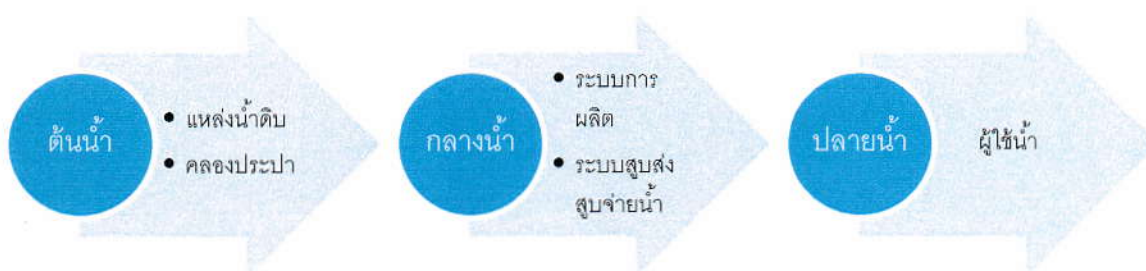 ต้นน้ำ
• แหล่งน้ำดิบ
• คลองประปา
กลางน้ำ
• ระบบการ
ผลิต
• ระบบสูบส่ง
สูบจ่ายน้ำ
ปลายน้ำ
ผู้ใช้น้ำ